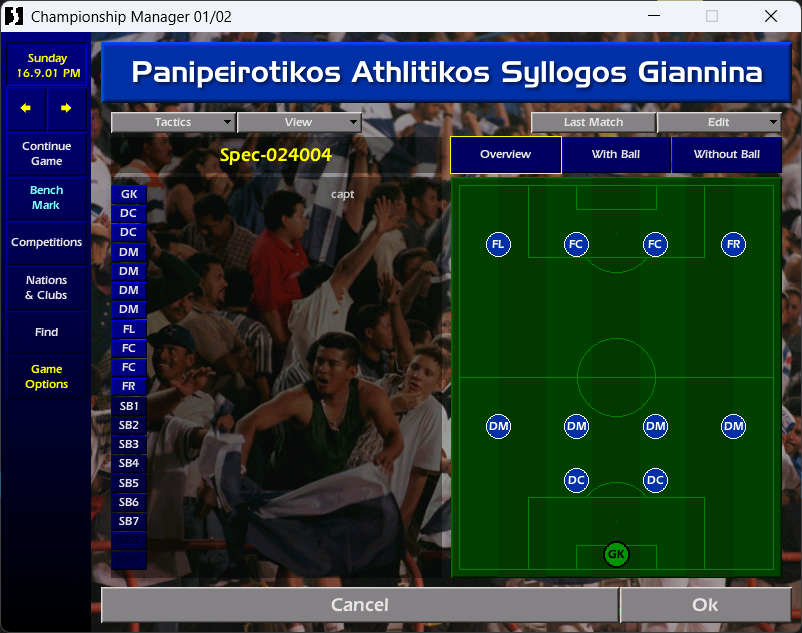 Championship Manager 01/02
Sunday
16.9.01 PM
Panipeirotikos Athlitikos Syllogos Giannina
Tactics
View
Last Match
Edit
Continue
Game
Bench
Mark
Competitions
Nations
& Clubs
Find
Game
Options
Spec-024004
Overview
With Ball
Without Ball
GK capt
DC
DC
DM
DM
DM
DM
FL
FC
FC
FR
SB1
SB2
SB3
SB4
SB5
SB6
SB7
FL FC FC FR
DM DM DM DM
DC DC
GK
Cancel
Ok